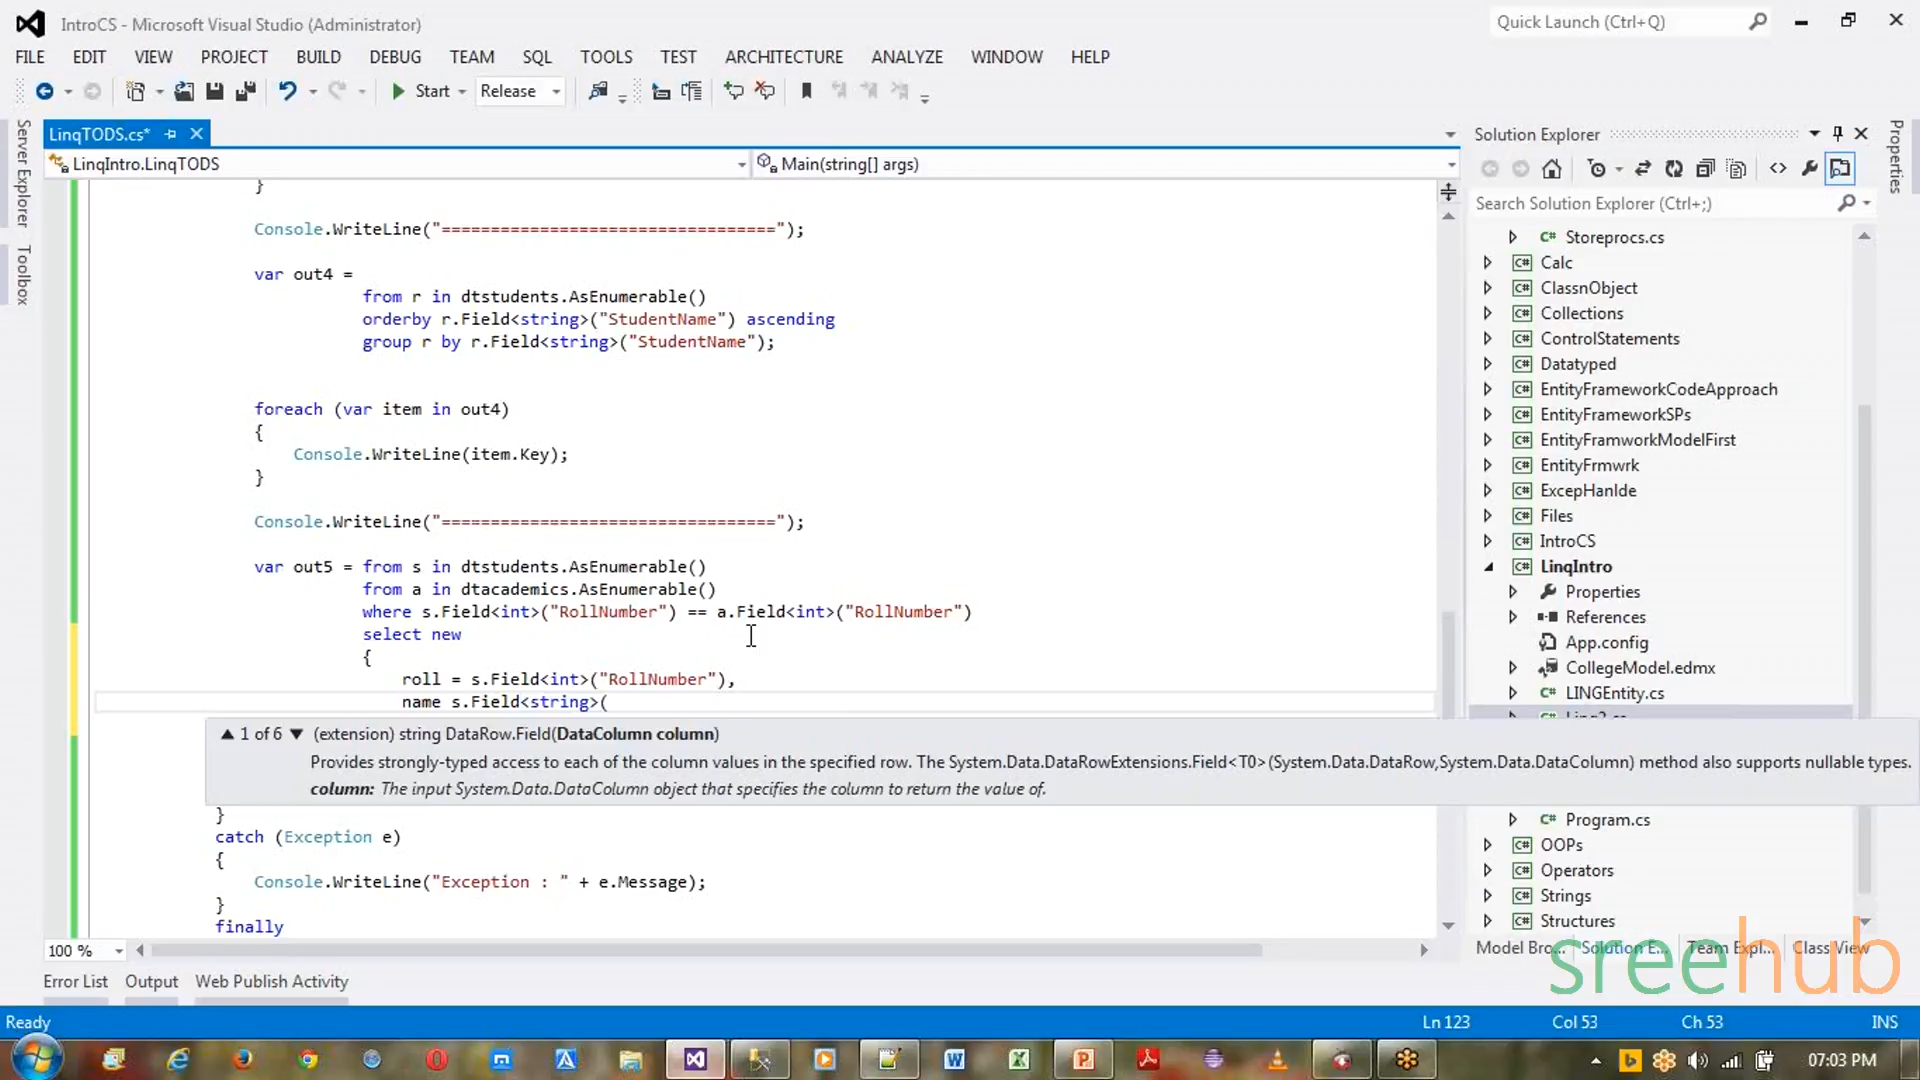 IntroCS - Microsoft Visual Studio (Administrator)
Quick Launch (Ctrl+Q)
FILE EDIT VIEW PROJECT BUILD DEBUG TEAM SQL TOOLS TEST ARCHITECTURE ANALYZE WINDOW HELP
Start Release
LinqTODS.cs*
LinqIntro.LinqTODS
Main(string[] args)
Server Explorer
Toolbox
}
Console.WriteLine("==================================");
var out4 =
from r in dtstudents.AsEnumerable()
orderby r.Field<string>("StudentName") ascending
group r by r.Field<string>("StudentName");
foreach (var item in out4)
{
Console.WriteLine(item.Key);
}
Console.WriteLine("==================================");
var out5 = from s in dtstudents.AsEnumerable()
from a in dtacademics.AsEnumerable()
where s.Field<int>("RollNumber") == a.Field<int>("RollNumber")
select new
{
roll = s.Field<int>("RollNumber"),
name s.Field<string>(
1 of 6 (extension) string DataRow.Field(DataColumn column)
Provides strongly-typed access to each of the column values in the specified row. The System.Data.DataRowExtensions.Field<T0>(System.Data.DataRow,System.Data.DataColumn) method also supports nullable types.
column: The input System.Data.DataColumn object that specifies the column to return the value of.
}
catch (Exception e)
{
Console.WriteLine("Exception : " + e.Message);
}
finally
100 %
Solution Explorer
Properties
Search Solution Explorer (Ctrl+;)
C# Storeprocs.cs
C# Calc
C# ClassnObject
C# Collections
C# ControlStatements
C# Datatyped
C# EntityFrameworkCodeApproach
C# EntityFrameworkSPs
C# EntityFramworkModelFirst
C# EntityFrmwrk
C# ExcepHanlde
C# Files
C# IntroCS
C# LinqIntro
Properties
References
App.config
CollegeModel.edmx
C# LINGEntity.cs
C# Linq2.cs
C# Program.cs
C# OOPs
C# Operators
C# Strings
C# Structures
Model Bro... Solution E... Team Expl... Class View
sreehub
Error List Output Web Publish Activity
Ready
Ln 123 Col 53 Ch 53 INS
07:03 PM